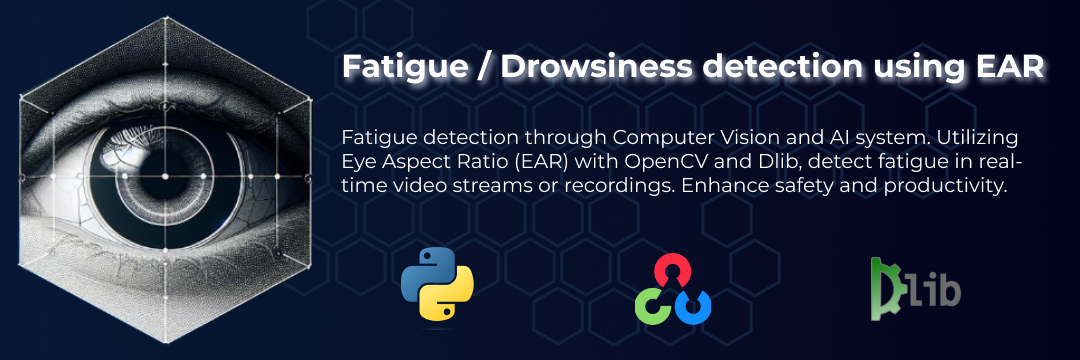 Fatigue / Drowsiness detection using EAR
Fatigue detection through Computer Vision and AI system. Utilizing
Eye Aspect Ratio (EAR) with OpenCV and Dlib, detect fatigue in real-
time video streams or recordings. Enhance safety and productivity.
Dlib